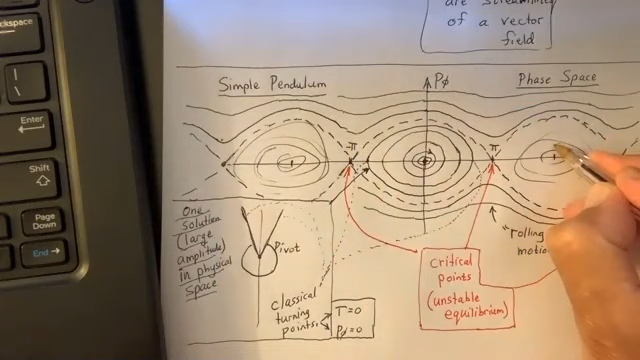 are streamlines
of a vector
field
Simple Pendulum
Pϕ
Phase Space
-π
π
One
solution
(large
amplitude)
in physical
space
Pivot
classical
turning
points.
T=0
Pϕ=0
critical
points
(unstable
equilibrium)
"rolling
motion
Enter
Shift
Page
Down
End
|
\